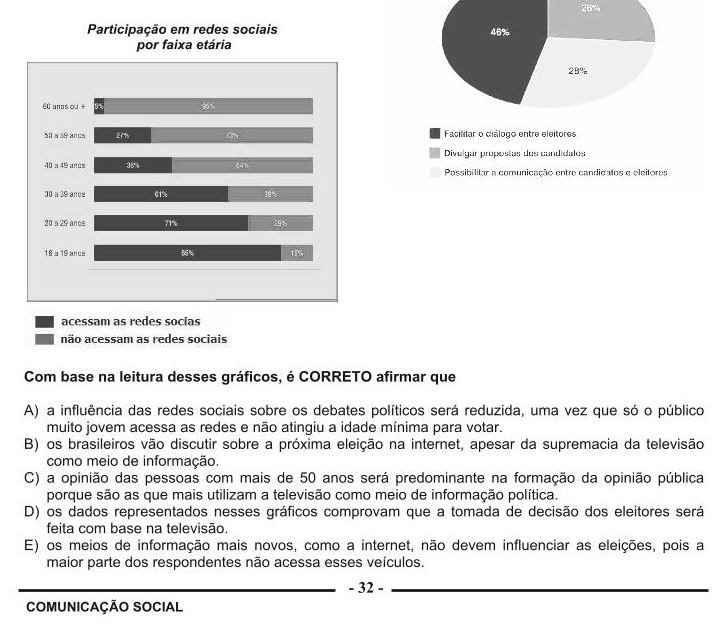 Participação em redes sociais
por faixa etária
60 anos ou + 5% 95%
50 a 59 anos 27% 73%
40 a 49 anos 36% 64%
30 a 39 anos 61% 39%
20 a 29 anos 71% 29%
16 a 19 anos 85% 15%
acessam as redes socias
não acessam as redes sociais
26%
46%
28%
Facilitar o diálogo entre eleitores
Divulgar propostas dos candidatos
Possibilitar a comunicação entre candidatos e eleitores
Com base na leitura desses gráficos, é CORRETO afirmar que
A) a influência das redes sociais sobre os debates políticos será reduzida, uma vez que só o público
muito jovem acessa as redes e não atingiu a idade mínima para votar.
B) os brasileiros vão discutir sobre a próxima eleição na internet, apesar da supremacia da televisão
como meio de informação.
C) a opinião das pessoas com mais de 50 anos será predominante na formação da opinião pública
porque são as que mais utilizam a televisão como meio de informação política.
D) os dados representados nesses gráficos comprovam que a tomada de decisão dos eleitores será
feita com base na televisão.
E) os meios de informação mais novos, como a internet, não devem influenciar as eleições, pois a
maior parte dos respondentes não acessa esses veículos.
- 32 -
COMUNICAÇÃO SOCIAL